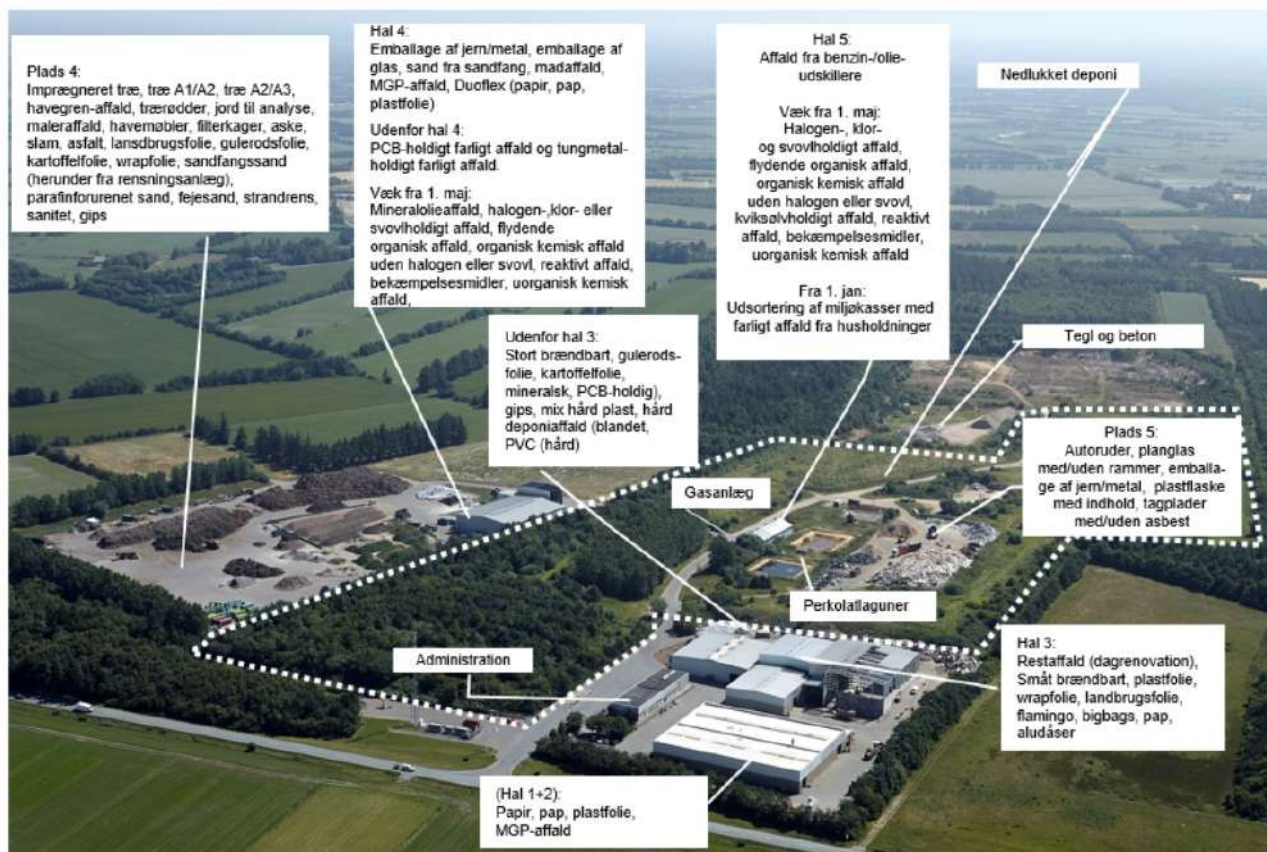 Plads 4:
Imprægneret træ, træ A1/A2, træ A2/A3,
havegren-affald, trærødder, jord til analyse,
maleraffald, havemøbler, filterkager, aske,
slam, asfalt, lansdbrugsfolie, gulerodsfolie,
kartoffelfolie, wrapfolie, sandfangssand
(herunder fra rensningsanlæg),
parafinforurenet sand, fejesand, strandrens,
sanitet, gips
Hal 4:
Emballage af jern/metal, emballage af
glas, sand fra sandfang, madaffald,
MGP-affald, Duoflex (papir, pap,
plastfolie)
Udenfor hal 4:
PCB-holdigt farligt affald og tungmetal-
holdigt farligt affald.
Væk fra 1. maj:
Mineralolieaffald, halogen-,klor- eller
svovlholdigt affald, flydende
organisk affald, organisk kemisk affald
uden halogen eller svovl, reaktivt affald,
bekæmpelsesmidler, uorganisk kemisk
affald,
Hal 5:
Affald fra benzin-/olie-
udskillere
Væk fra 1. maj:
Halogen-, klor-
og svovlholdigt affald,
flydende organisk affald,
organisk kemisk affald
uden halogen eller svovl,
kviksølvholdigt affald, reaktivt
affald, bekæmpelsesmidler,
uorganisk kemisk affald
Fra 1. jan:
Udsortering af miljøkasser med
farligt affald fra husholdninger
Nedlukket deponi
Tegl og beton
Udenfor hal 3:
Stort brændbart, gulerods-
folie, kartoffelfolie,
mineralsk, PCB-holdig),
gips, mix hård plast, hård
deponiaffald (blandet,
PVC (hård)
Plads 5:
Autoruder, planglas
med/uden rammer, emballa-
ge af jern/metal, plastflaske
med indhold, tagplader
med/uden asbest
Gasanlæg
Perkolatlaguner
Administration
Hal 3:
Restaffald (dagrenovation),
Småt brændbart, plastfolie,
wrapfolie, landbrugsfolie,
flamingo, bigbags, pap,
aludåser
(Hal 1+2):
Papir, pap, plastfolie,
MGP-affald